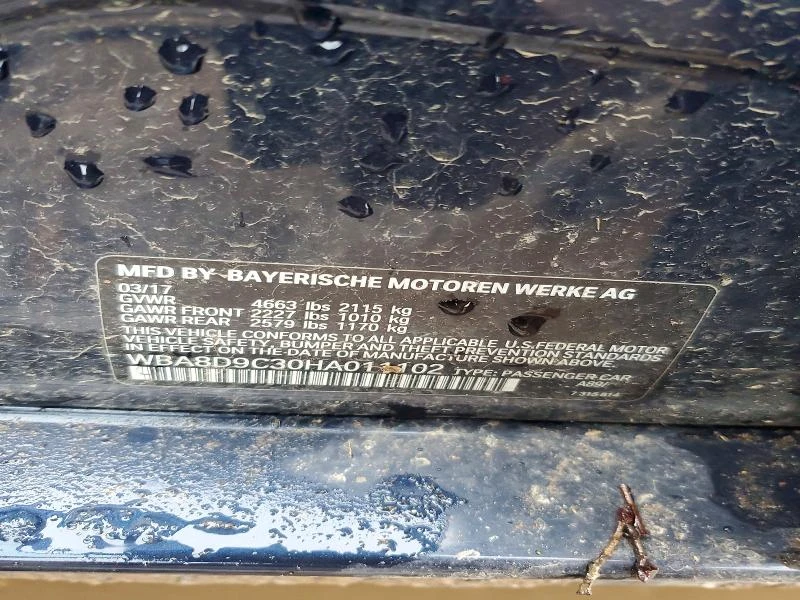 MFD BY BAYERISCHE MOTOREN WERKE AG
03/17
GVWR 4663 lbs 2115 kg
GAWR FRONT 2227 lbs 1010 kg
GAWR REAR 2579 lbs 1170 kg
THIS VEHICLE CONFORMS TO ALL APPLICABLE U.S.FEDERAL MOTOR
VEHICLE SAFETY, BUMPER AND THEFT PREVENTION STANDARDS
IN EFFECT ON THE DATE OF MANUFACTURE SHOWN ABOVE.
TYPE: PASSENGER CAR